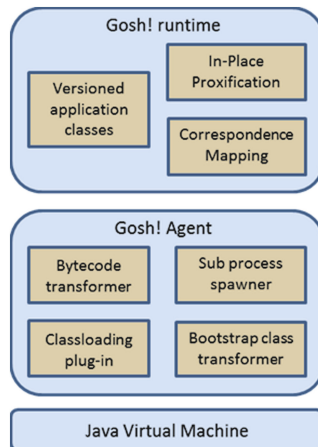 Gosh! runtime
Versioned
application
classes
In-Place
Proxification
Correspondence
Mapping
Gosh! Agent
Bytecode
transformer
Sub process
spawner
Classloading
plug-in
Bootstrap class
transformer
Java Virtual Machine